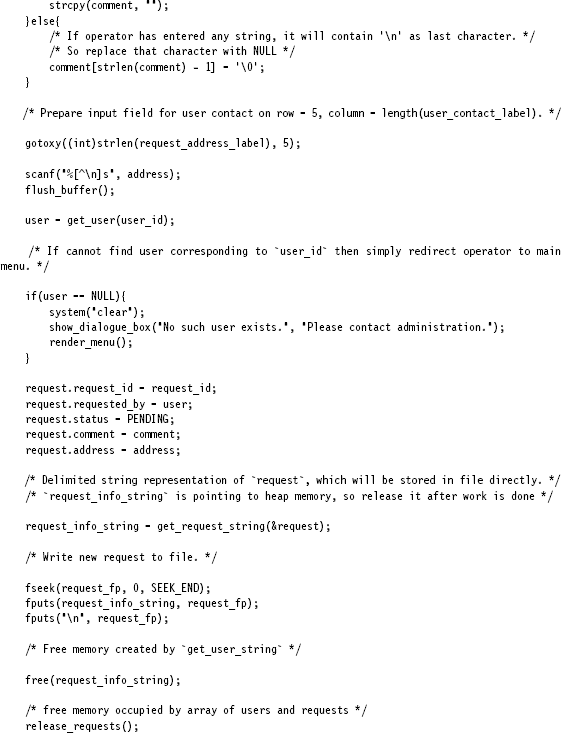 strcpy(comment, "");
}else{
/* If operator has entered any string, it will contain '\n' as last character. */
/* So replace that character with NULL */
comment[strlen(comment) - 1] = '\0';
}
/* Prepare input field for user contact on row = 5, column = length(user_contact_label). */
gotoxy((int)strlen(request_address_label), 5);
scanf("%[^\n]s", address);
flush_buffer();
user = get_user(user_id);
/* If cannot find user corresponding to `user_id` then simply redirect operator to main
menu. */
if(user == NULL){
system("clear");
show_dialogue_box("No such user exists.", "Please contact administration.");
render_menu();
}
request.request_id = request_id;
request.requested_by = user;
request.status = PENDING;
request.comment = comment;
request.address = address;
/* Delimited string representation of `request`, which will be stored in file directly. */
/* `request_info_string` is pointing to heap memory, so release it after work is done */
request_info_string = get_request_string(&request);
/* Write new request to file. */
fseek(request_fp, 0, SEEK_END);
fputs(request_info_string, request_fp);
fputs("\n", request_fp);
/* Free memory created by `get_user_string` */
free(request_info_string);
/* free memory occupied by array of users and requests */
release_requests();